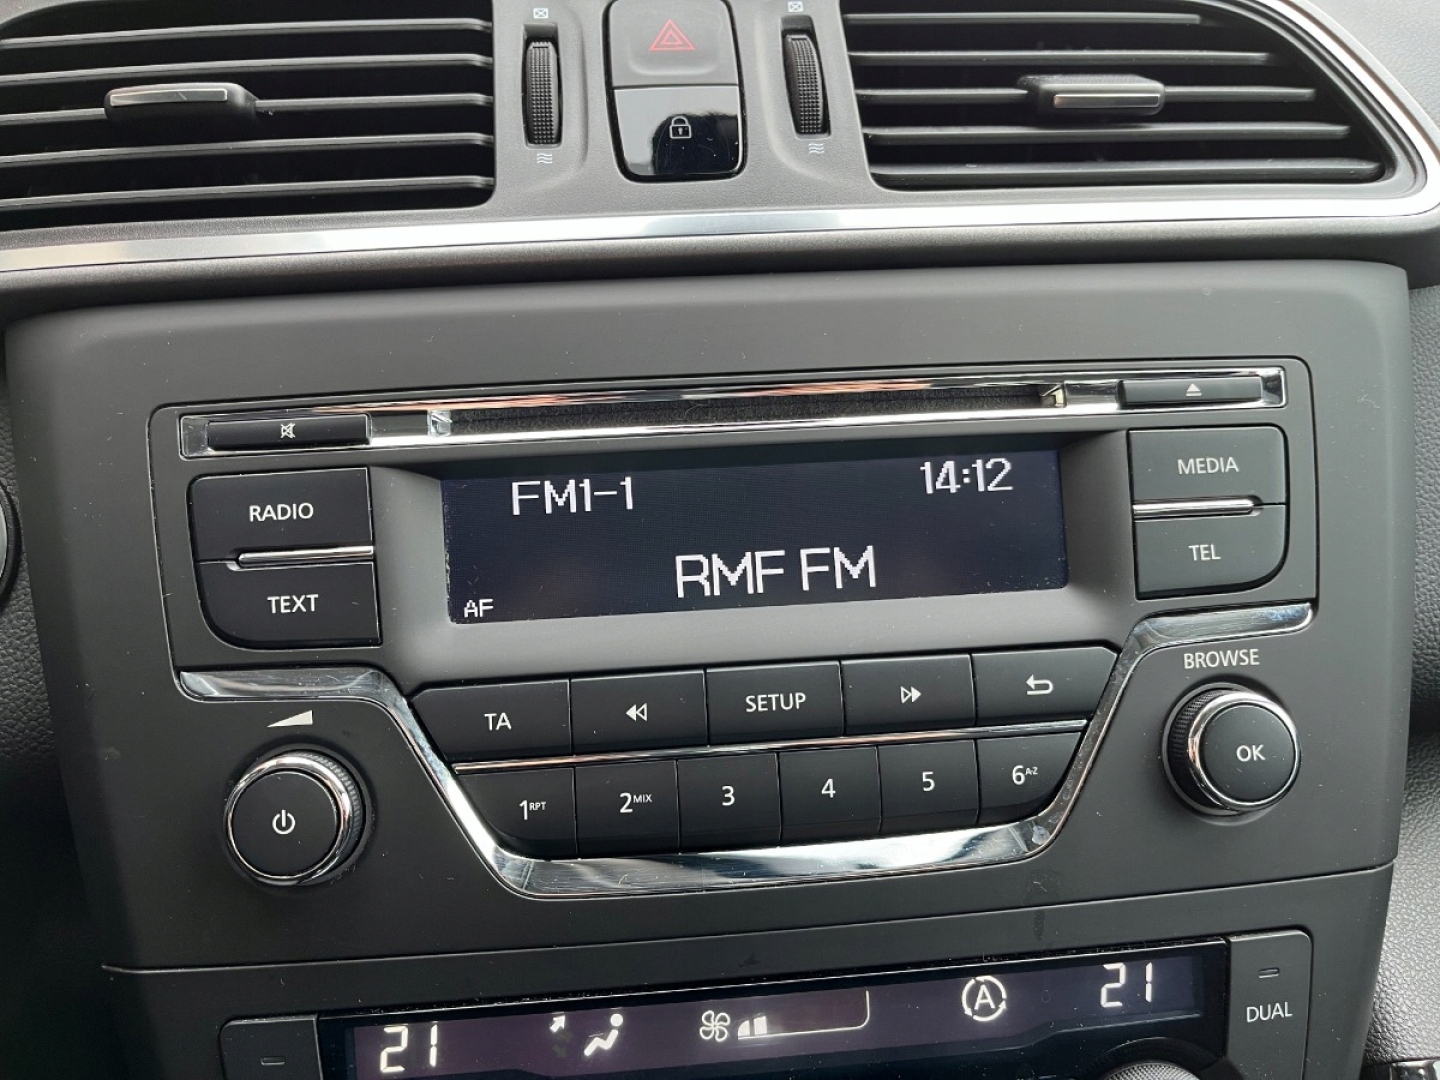 RADIO
TEXT
FM1-1
14:12
RMF FM
AF
MEDIA
TEL
BROWSE
TA
SETUP
1RPT
2MIX
3
4
5
6A-Z
OK
21
A
21
DUAL